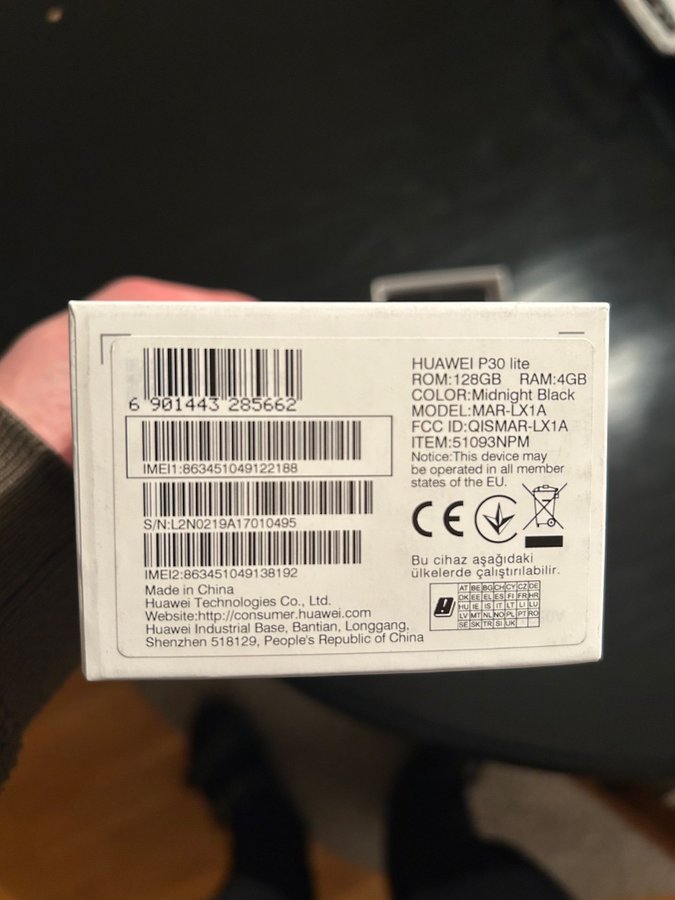 6 901443 285662
IMEI1:863451049122188
S/N:L2N0219A17010495
IMEI2:863451049138192
Made in China
Huawei Technologies Co., Ltd.
Website:http://consumer.huawei.com
Huawei Industrial Base, Bantian, Longgang,
Shenzhen 518129, People's Republic of China
HUAWEI P30 lite
ROM:128GB RAM:4GB
COLOR:Midnight Black
MODEL:MAR-LX1A
FCC ID:QISMAR-LX1A
ITEM:51093NPM
Notice:This device may
be operated in all member
states of the EU.
CE
Bu cihaz aşağıdaki
ülkelerde çalıştırılabilir.
AT BE BG CH CY CZ DE
DK EE EL ES FI FR HR
HU IE IS IT LT LI LU
LV MT NL NO PL PT RO
SE SK TR SI UK